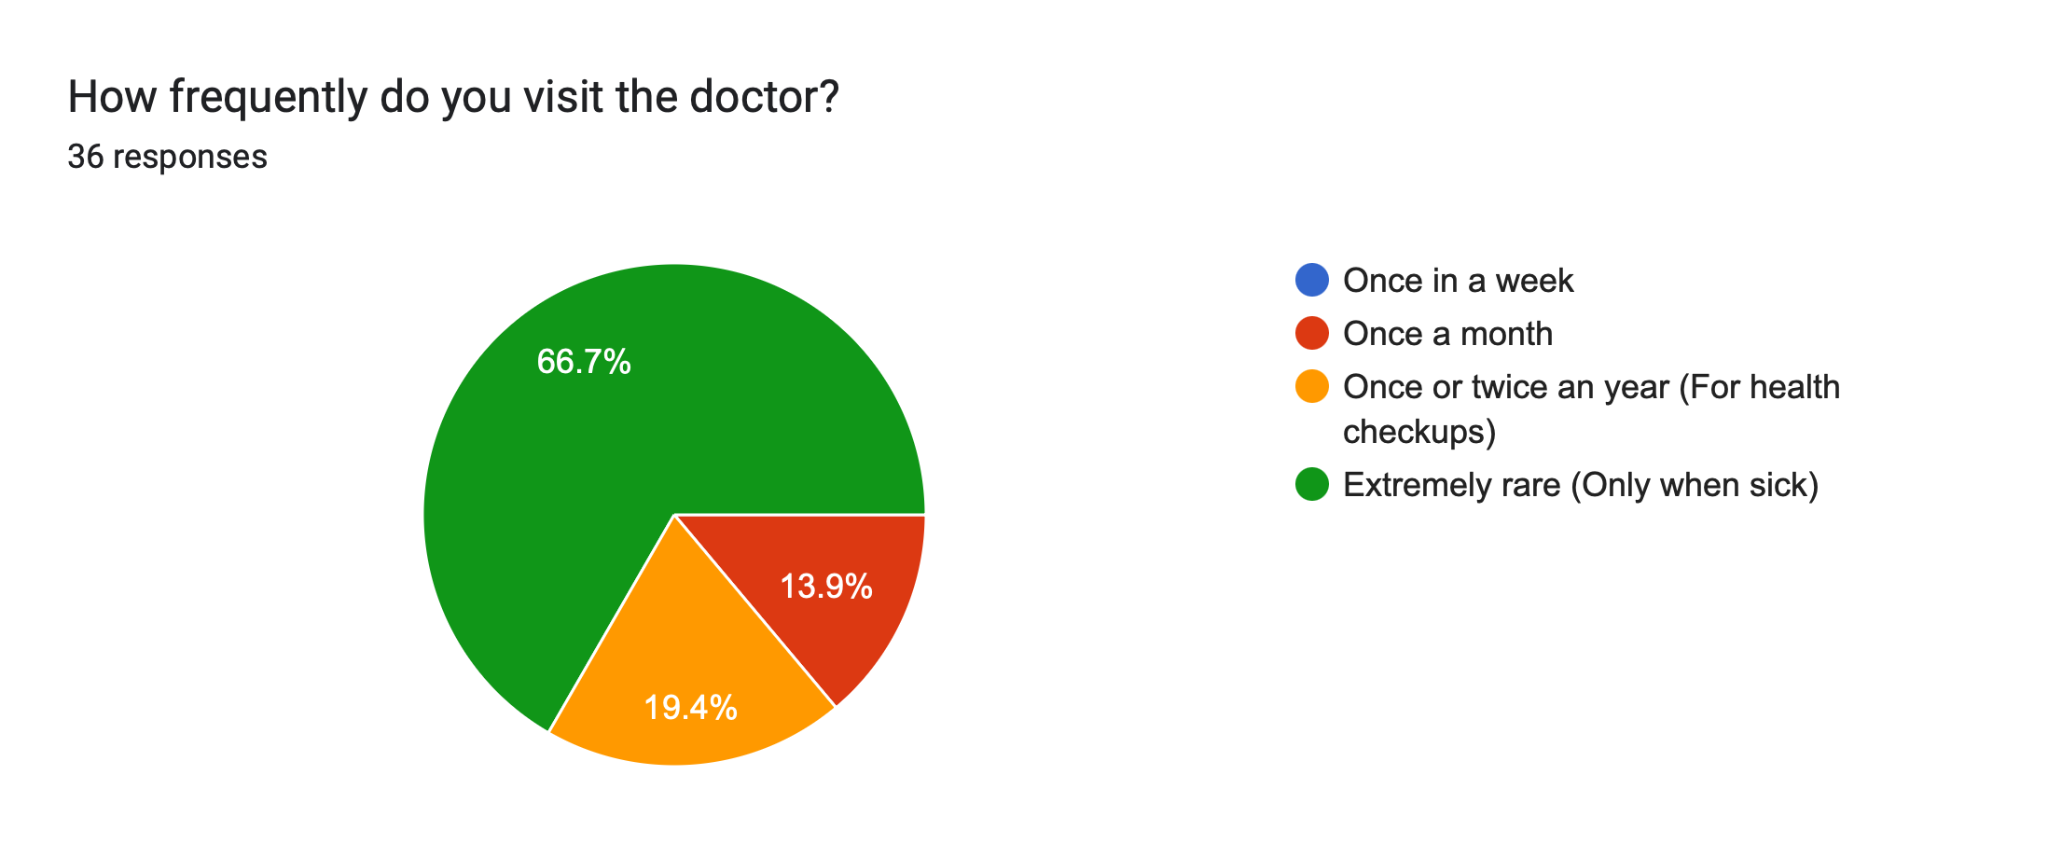 How frequently do you visit the doctor?
36 responses
66.7%
13.9%
19.4%
Once in a week
Once a month
Once or twice an year (For health
checkups)
Extremely rare (Only when sick)